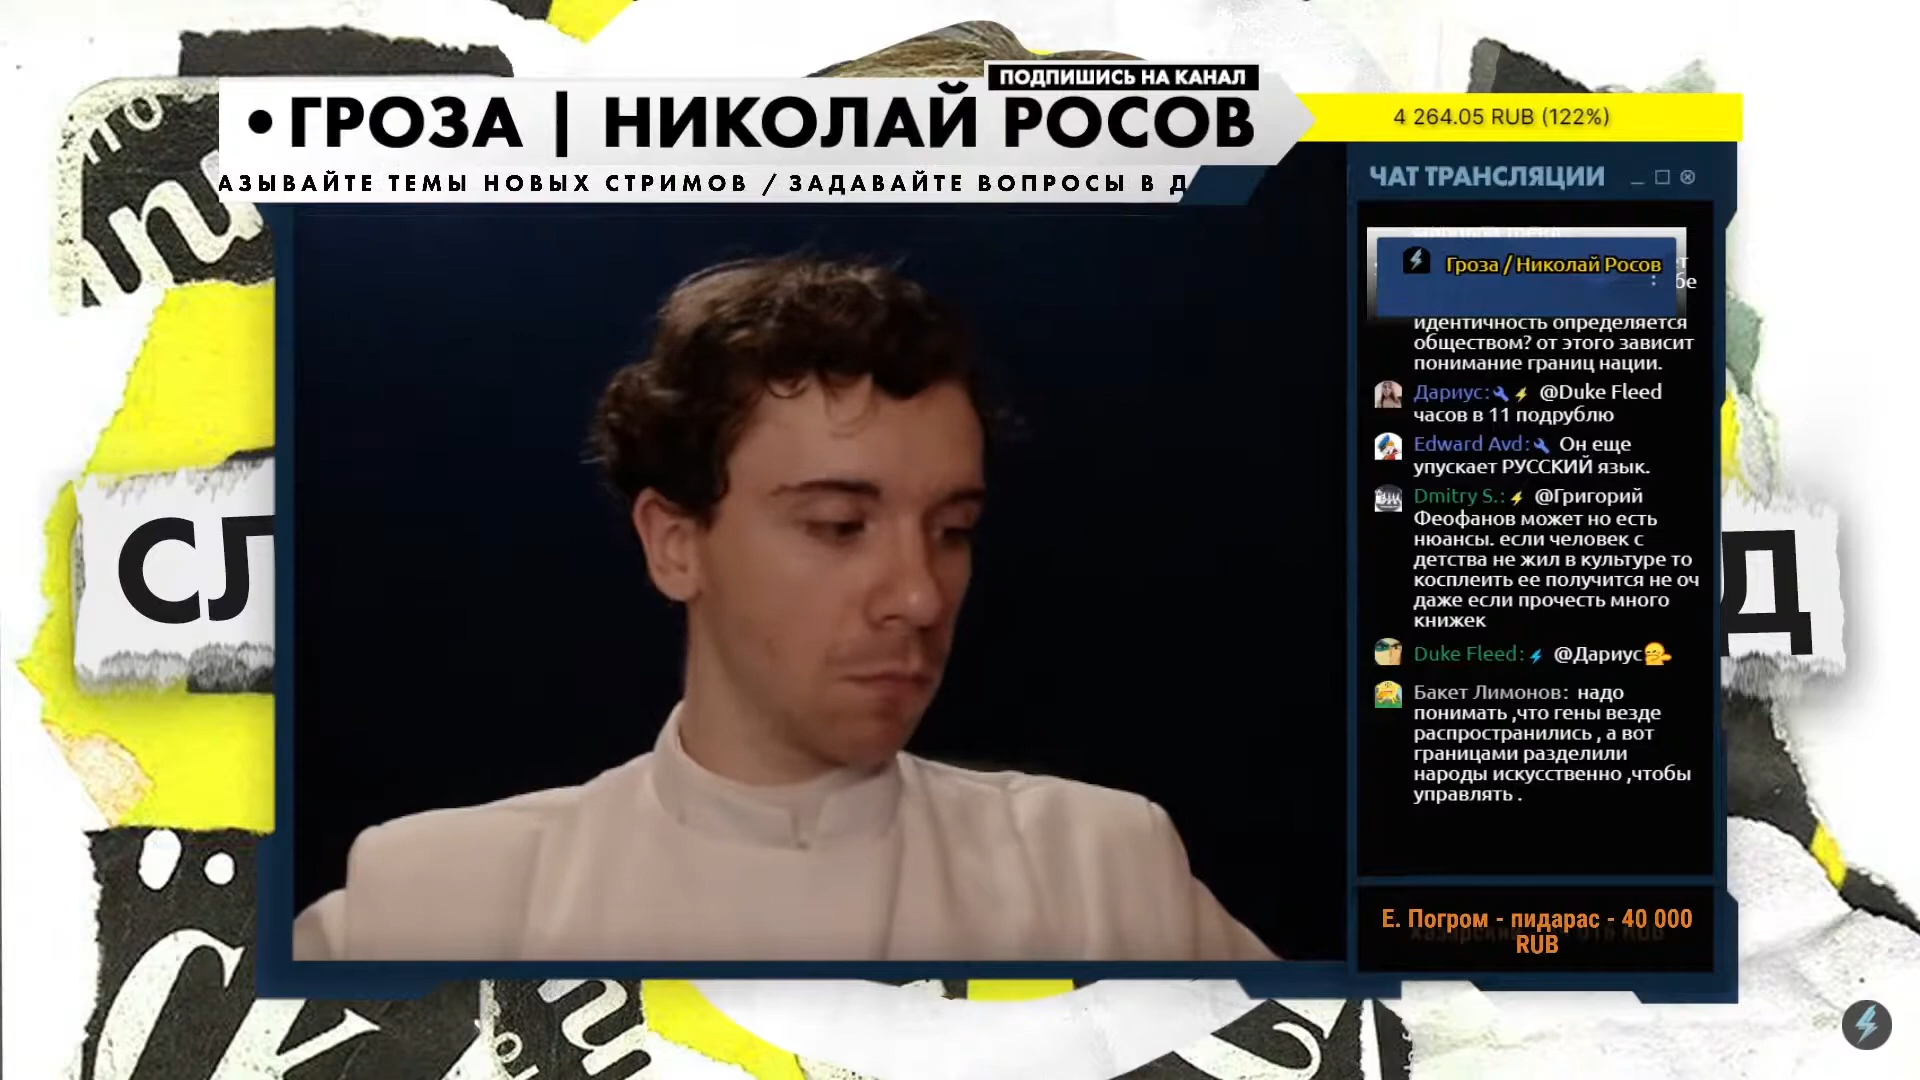 ПОДПИШИСЬ НА КАНАЛ
• ГРОЗА | НИКОЛАЙ РОСОВ
4 264.05 RUB (122%)
АЗЫВАЙТЕ ТЕМЫ НОВЫХ СТРИМОВ / ЗАДАВАЙТЕ ВОПРОСЫ В Д
ЧАТ ТРАНСЛЯЦИИ
Гроза / Николай Росов
идентичность определяется
обществом? от этого зависит
понимание границ нации.
Дариус: @Duke Fleed
часов в 11 подрублю
Edward Avd: Он еще
упускает РУССКИЙ язык.
Dmitry S.: @Григорий
Феофанов может но есть
нюансы. если человек с
детства не жил в культуре то
косплеить ее получится не оч
даже если прочесть много
книжек
Duke Fleed: @Дариус
Бакет Лимонов: надо
понимать ,что гены везде
распространились , а вот
границами разделили
народы искусственно ,чтобы
управлять .
Е. Погром - пидарас - 40 000
RUB
СЛ
Д